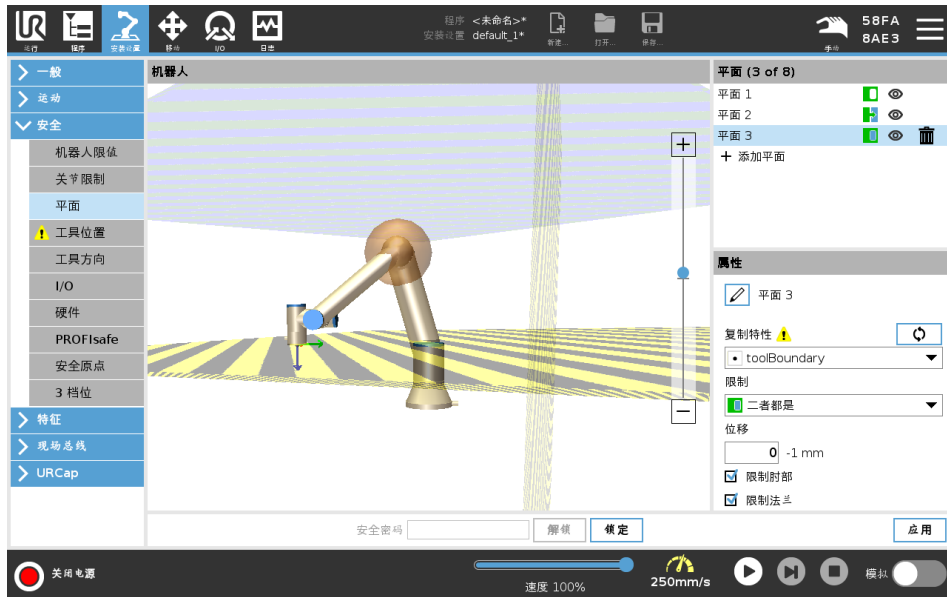 UR
运行
程序
安装设置
移动
I/O
日志
程序 <未命名>*
安装设置 default_1*
新建...
打开...
保存...
手动
58FA
8AE3
一般
运动
安全
机器人限值
关节限制
平面
工具位置
工具方向
I/O
硬件
PROFIsafe
安全原点
3 档位
特征
现场总线
URCap
机器人
平面 (3 of 8)
平面 1
平面 2
平面 3
添加平面
属性
平面 3
复制特性
toolBoundary
限制
二者都是
位移
0 -1 mm
限制肘部
限制法兰
安全密码
解锁
锁定
应用
关闭电源
速度 100%
250mm/s
模拟